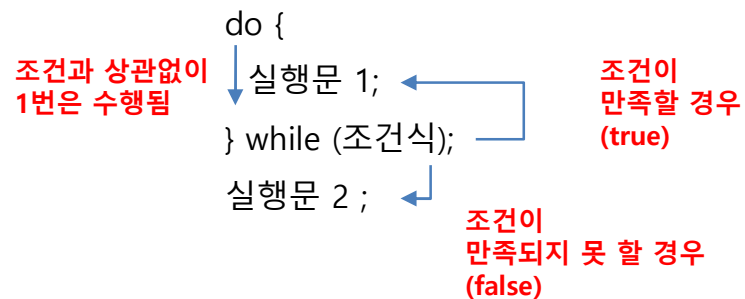 do {
조건과 상관없이
1번은 수행됨
실행문 1;
조건이
만족할 경우
(true)
} while (조건식);
실행문 2 ;
조건이
만족되지 못 할 경우
(false)